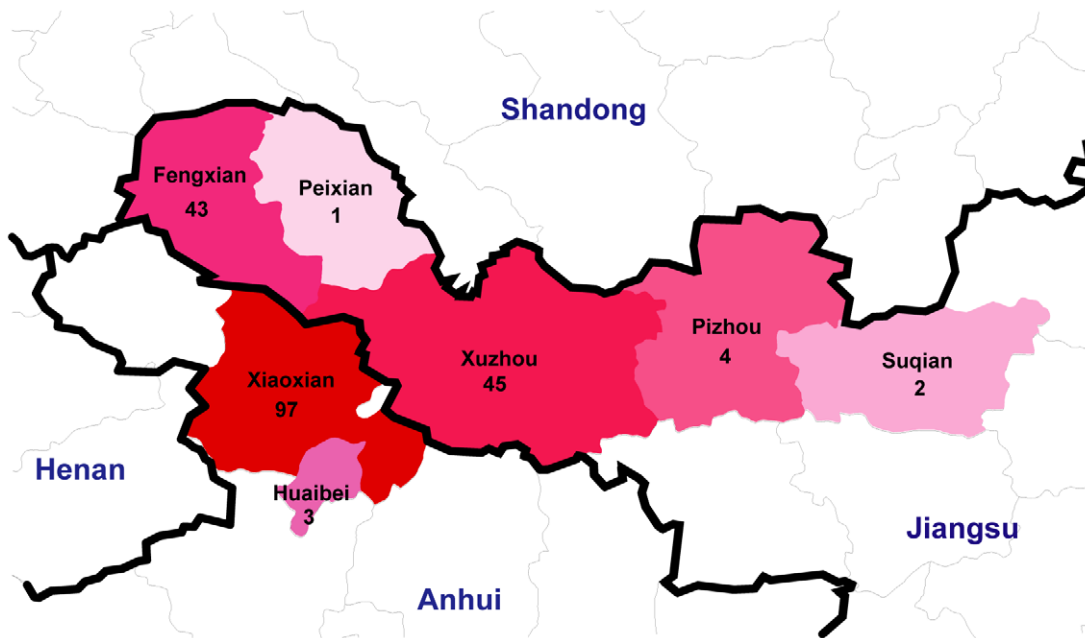 Shandong
Fengxian
43
Peixian
1
Xuzhou
45
Pizhou
4
Suqian
2
Xiaoxian
97
Henan
Huaibei
3
Jiangsu
Anhui